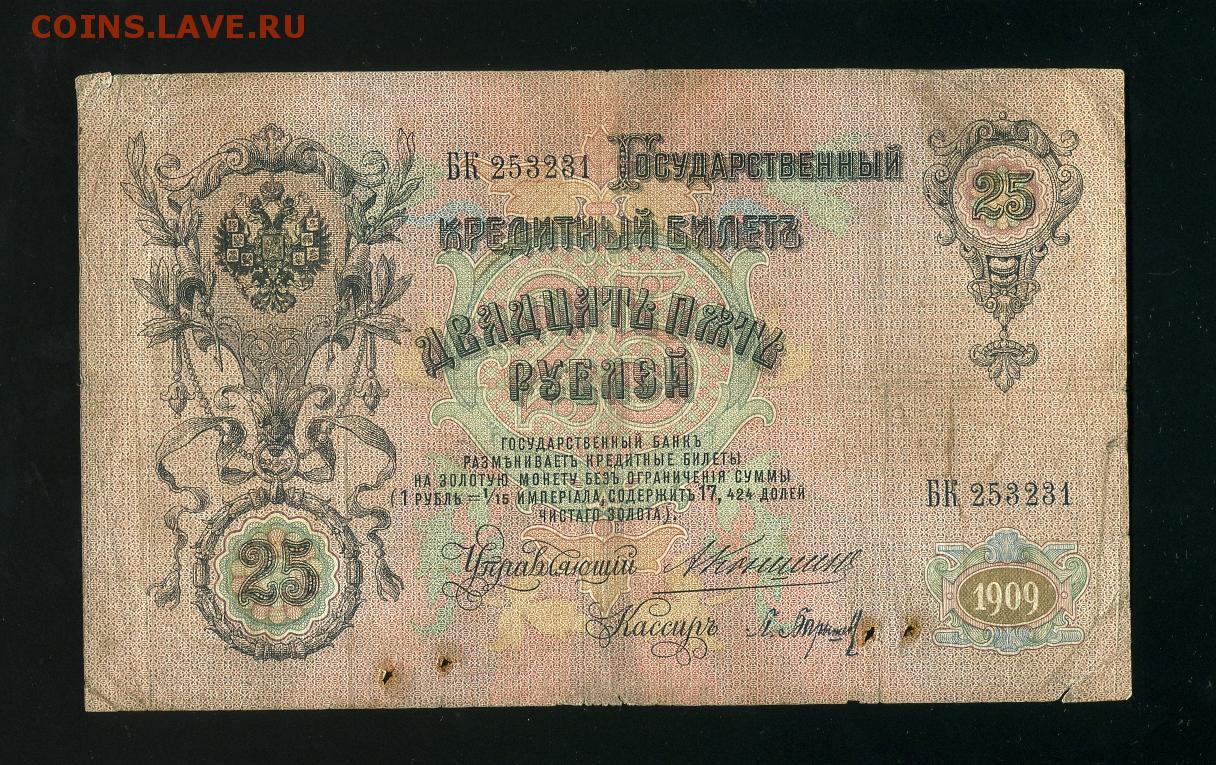 COINS.LAVE.RU
БК 253231 Государственный
25
КРЕДИТНЫЙ БИЛЕТЪ
ДВАДЦАТЬ ПЯТЬ
РУБЛЕЙ
ГОСУДАРСТВЕННЫЙ БАНКЪ
РАЗМѢНИВАЕТЪ КРЕДИТНЫЕ БИЛЕТЫ
НА ЗОЛОТУЮ МОНЕТУ БЕЗЪ ОГРАНИЧЕНІЯ СУММЫ
(1 РУБЛЬ = 1/15 ИМПЕРІАЛА, СОДЕРЖИТЪ 17, 424 ДОЛЕЙ
ЧИСТАГО ЗОЛОТА).
БК 253231
25
Управляющій
Кассиръ
1909